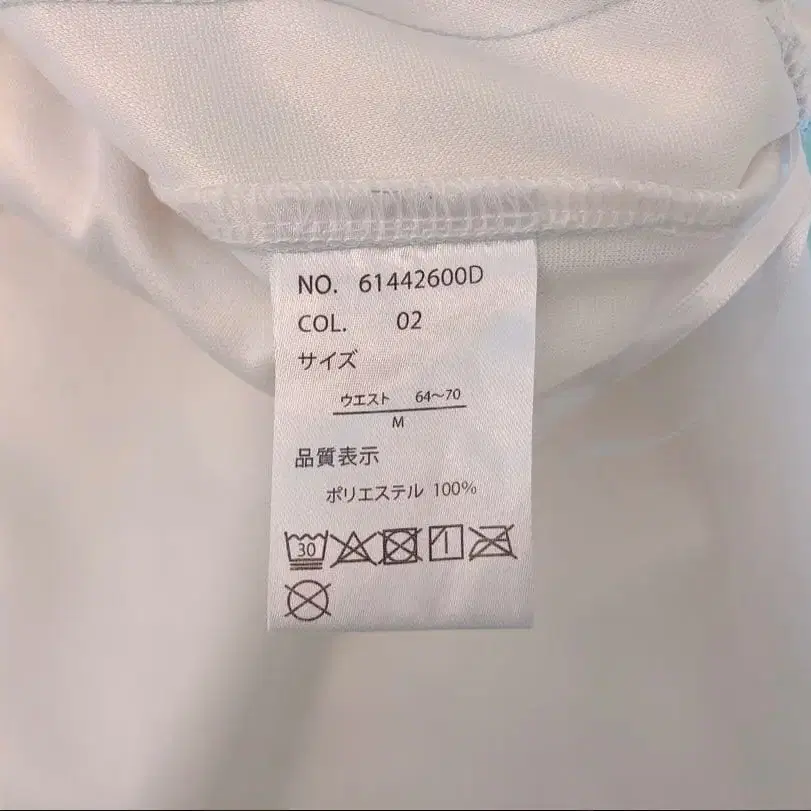 NO. 61442600D
COL. 02
サイズ
ウエスト 64~70
M
品質表示
ポリエステル 100%
30